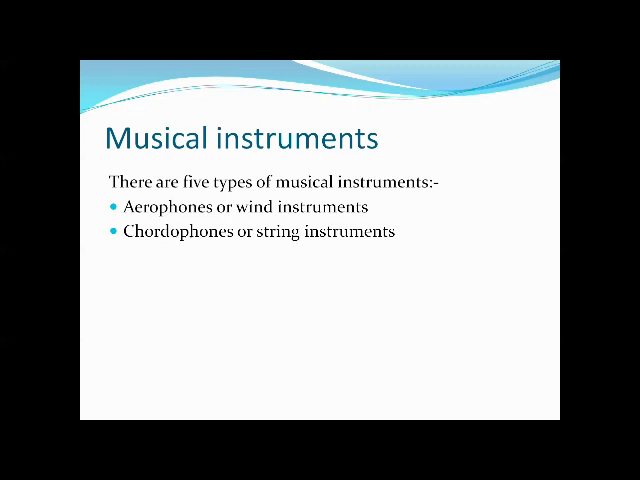 Musical instruments
There are five types of musical instruments:-
Aerophones or wind instruments
Chordophones or string instruments